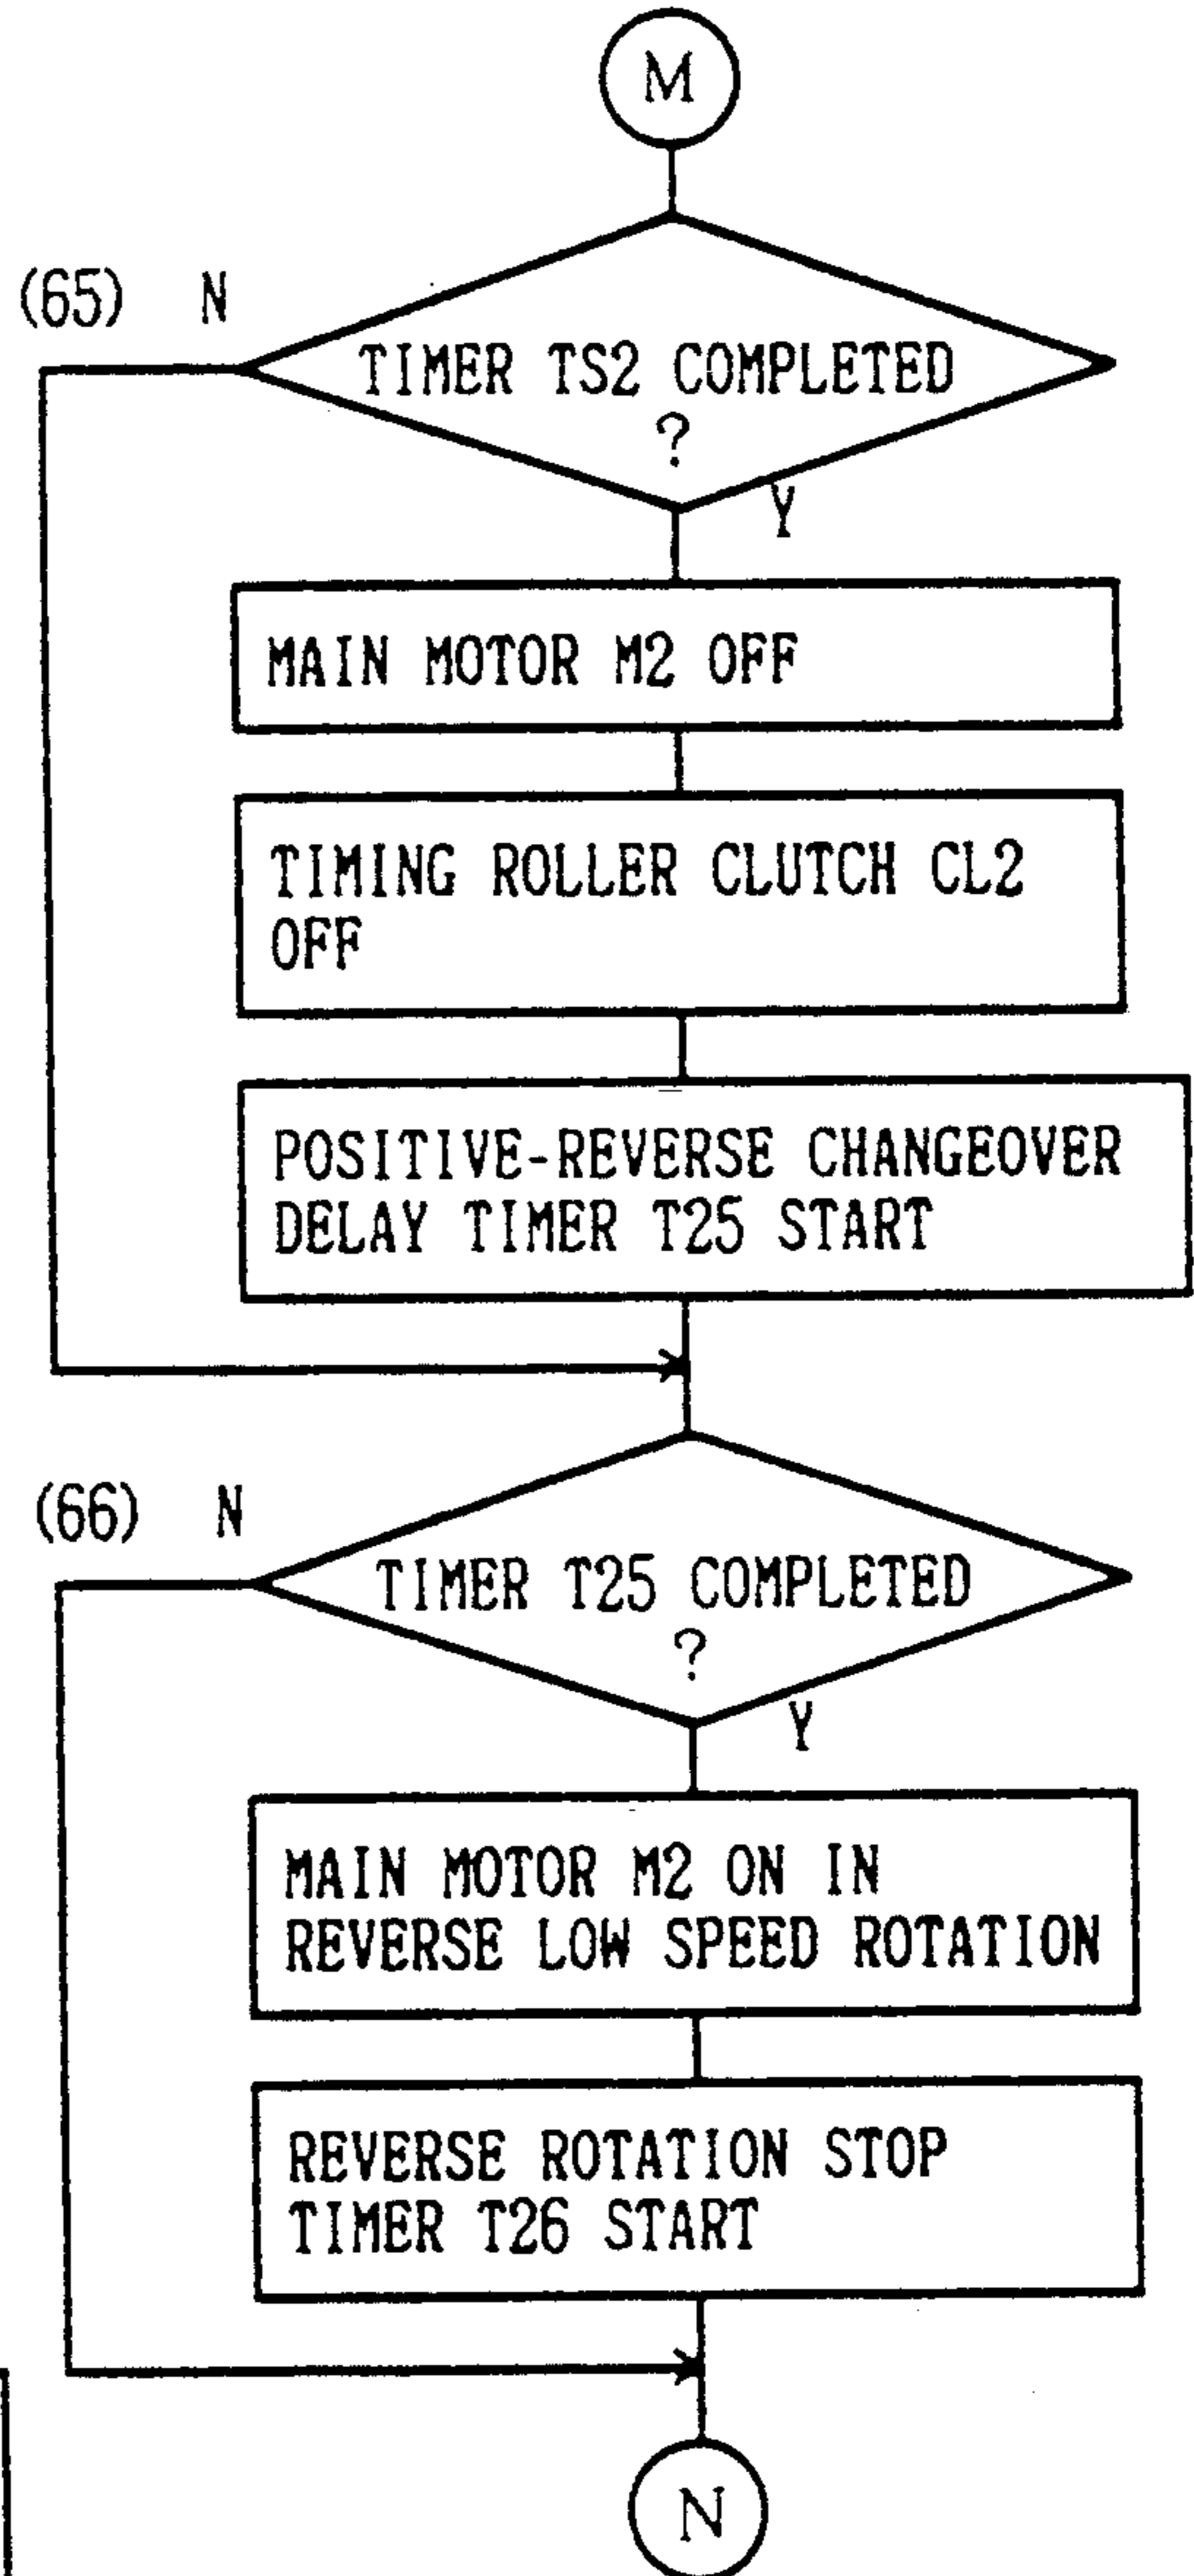 M
(65) N
TIMER TS2 COMPLETED
?
Y
MAIN MOTOR M2 OFF
TIMING ROLLER CLUTCH CL2
OFF
POSITIVE-REVERSE CHANGEOVER
DELAY TIMER T25 START
(66) N
TIMER T25 COMPLETED
?
Y
MAIN MOTOR M2 ON IN
REVERSE LOW SPEED ROTATION
REVERSE ROTATION STOP
TIMER T26 START
N